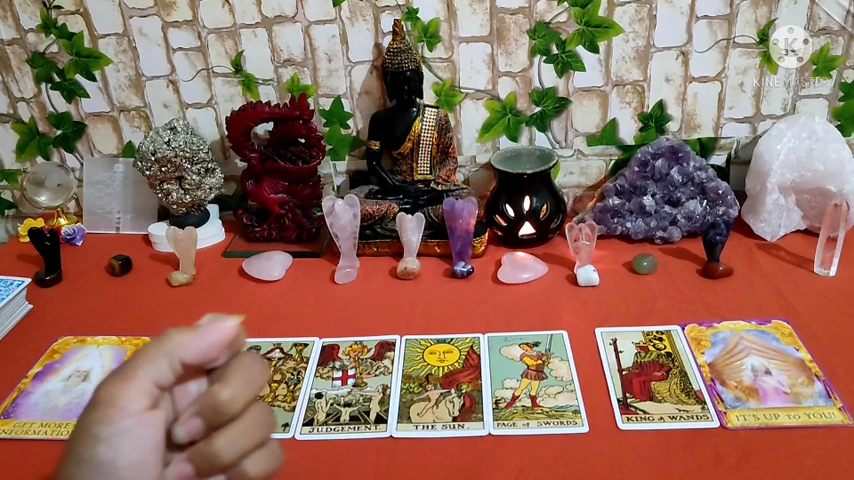 KINEMASTER
GET MORE
INFORMATION
JUDGEMENT.
THE SUN.
PAGE of SWORDS.
KING of WANDS.
IT'S UP TO YOU!